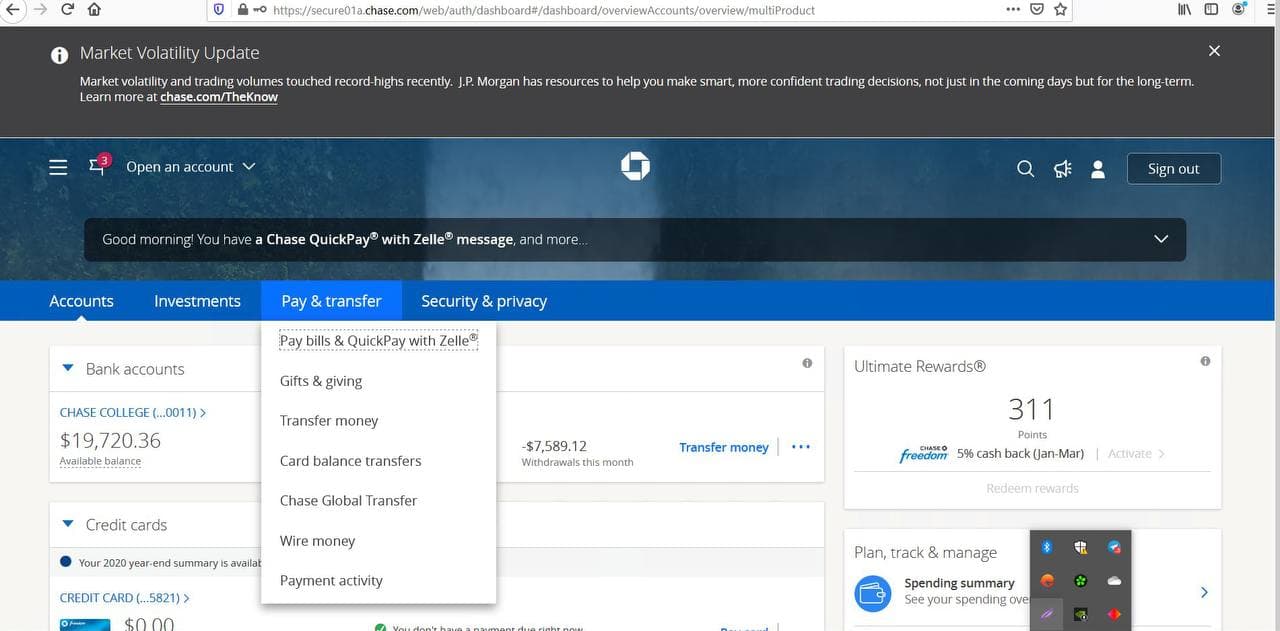 https://secure01a.chase.com/web/auth/dashboard#/dashboard/overviewAccounts/overview/multiProduct
Market Volatility Update
Market volatility and trading volumes touched record-highs recently. J.P. Morgan has resources to help you make smart, more confident trading decisions, not just in the coming days but for the long-term.
Learn more at chase.com/TheKnow
3
Open an account
Sign out
Good morning! You have a Chase QuickPay® with Zelle® message, and more...
Accounts
Investments
Pay & transfer
Security & privacy
Pay bills & QuickPay with Zelle®
Gifts & giving
Transfer money
Card balance transfers
Chase Global Transfer
Wire money
Payment activity
Bank accounts
CHASE COLLEGE (...0011)
$19,720.36
Available balance
-$7,589.12
Withdrawals this month
Transfer money
Credit cards
Your 2020 year-end summary is availab
CREDIT CARD (...5821)
$0.00
You don't have a payment due right now
Pay card
Ultimate Rewards®
311
Points
CHASE freedom 5% cash back (Jan-Mar) | Activate
Redeem rewards
Plan, track & manage
Spending summary
See your spending ove